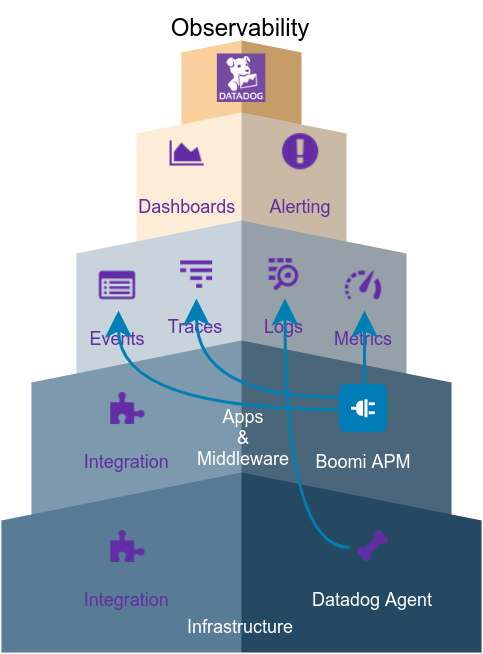 Observability
DATADOG
Dashboards
Alerting
Events
Traces
Logs
Metrics
Apps
&
Middleware
Integration
Boomi APM
Integration
Datadog Agent
Infrastructure